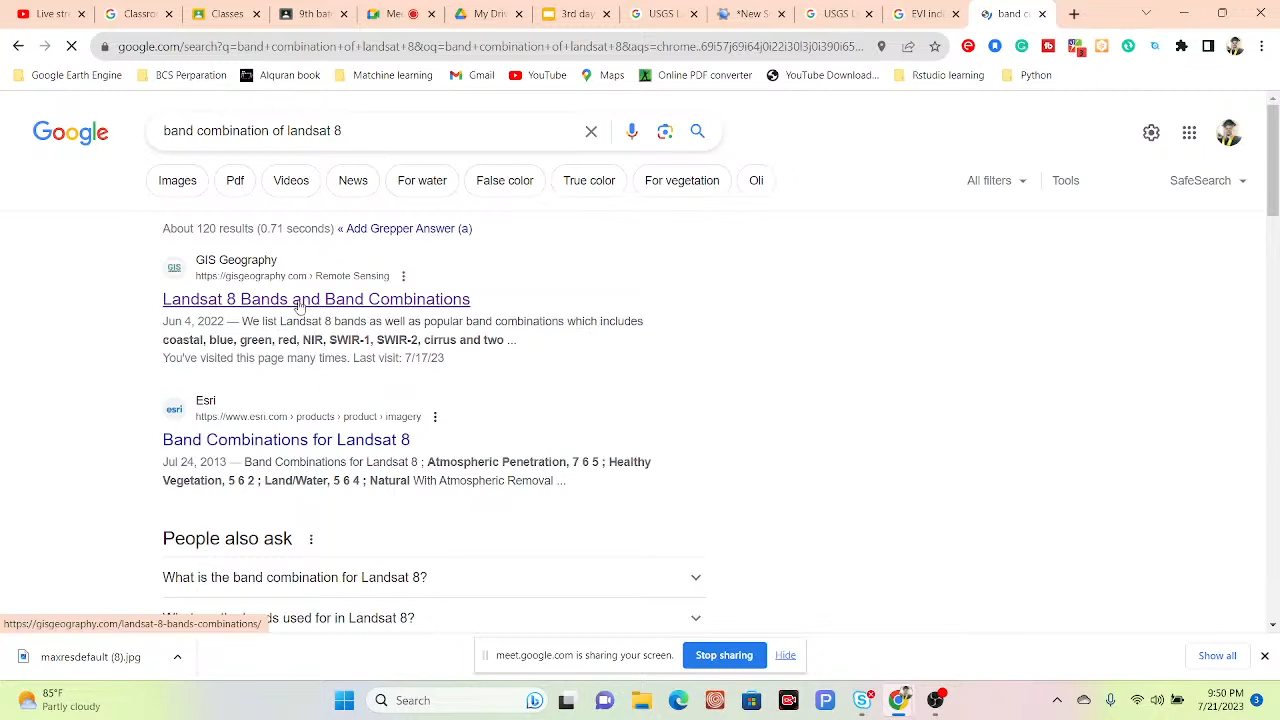 Live str
Classro
Classes
9th bat
Meet
My Driv
3rd day
USGS L
*New S
USGS L
EVI ind
band co
google.com/search?q=band+combination+of+landsat+8&oq=band+combination+of+landsat+8&aqs=chrome..69i57j69i64j0i22i30j0i390i65...
Google Earth Engine
BCS Perparation
Alquran book
Matchine learning
Gmail
YouTube
Maps
Online PDF converter
YouTube Download...
Rstudio learning
Python
Google
band combination of landsat 8
Images
Pdf
Videos
News
For water
False color
True color
For vegetation
Oli
All filters
Tools
SafeSearch
About 120 results (0.71 seconds) « Add Grepper Answer (a)
GIS Geography
https://gisgeography.com › Remote Sensing
Landsat 8 Bands and Band Combinations
Jun 4, 2022 — We list Landsat 8 bands as well as popular band combinations which includes
coastal, blue, green, red, NIR, SWIR-1, SWIR-2, cirrus and two ...
You've visited this page many times. Last visit: 7/17/23
esri
Esri
https://www.esri.com › products › product › imagery
Band Combinations for Landsat 8
Jul 24, 2013 — Band Combinations for Landsat 8 ; Atmospheric Penetration, 7 6 5 ; Healthy
Vegetation, 5 6 2 ; Land/Water, 5 6 4 ; Natural With Atmospheric Removal ...
People also ask
What is the band combination for Landsat 8?
ds used for in Landsat 8?
https://gisgeography.com/landsat-8-bands-combinations/
maxresdefault (8).jpg
meet.google.com is sharing your screen.
Stop sharing
Hide
Show all
85°F
Partly cloudy
Search
9:50 PM
7/21/2023
3